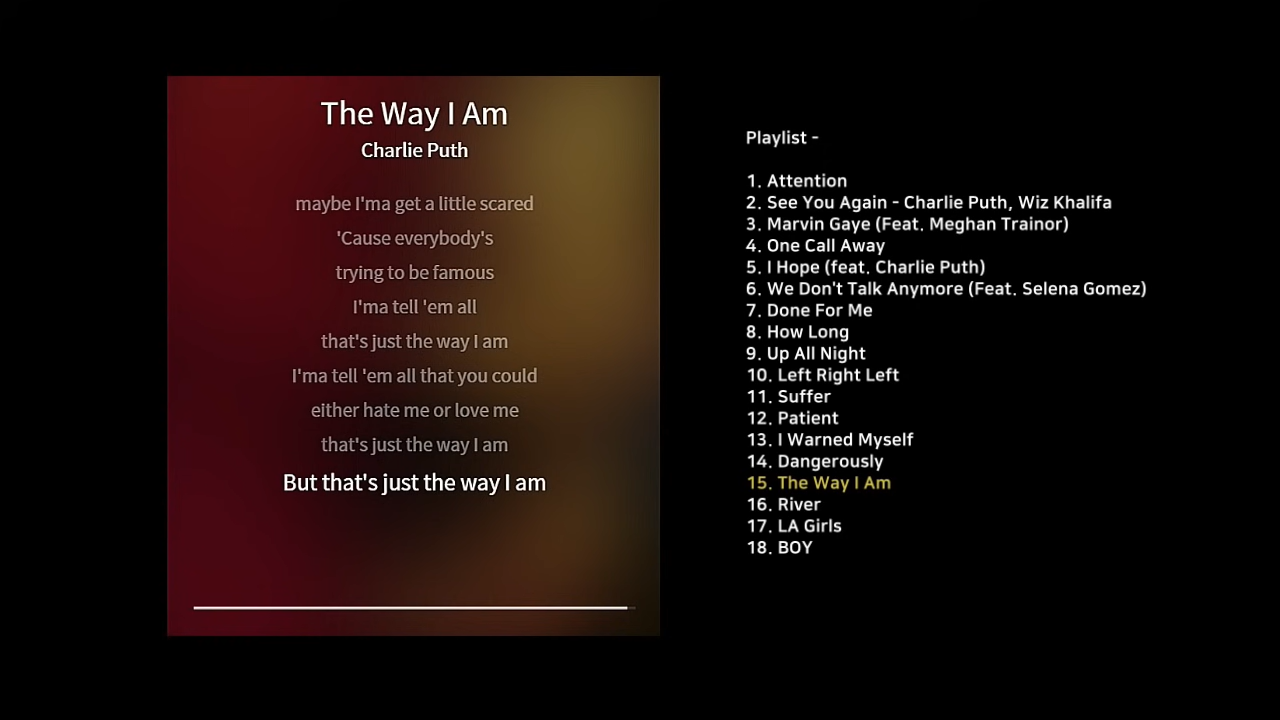 The Way I Am
Charlie Puth
maybe I'ma get a little scared
'Cause everybody's
trying to be famous
I'ma tell 'em all
that's just the way I am
I'ma tell 'em all that you could
either hate me or love me
that's just the way I am
But that's just the way I am
Playlist -
1. Attention
2. See You Again - Charlie Puth, Wiz Khalifa
3. Marvin Gaye (Feat. Meghan Trainor)
4. One Call Away
5. I Hope (feat. Charlie Puth)
6. We Don't Talk Anymore (Feat. Selena Gomez)
7. Done For Me
8. How Long
9. Up All Night
10. Left Right Left
11. Suffer
12. Patient
13. I Warned Myself
14. Dangerously
15. The Way I Am
16. River
17. LA Girls
18. BOY